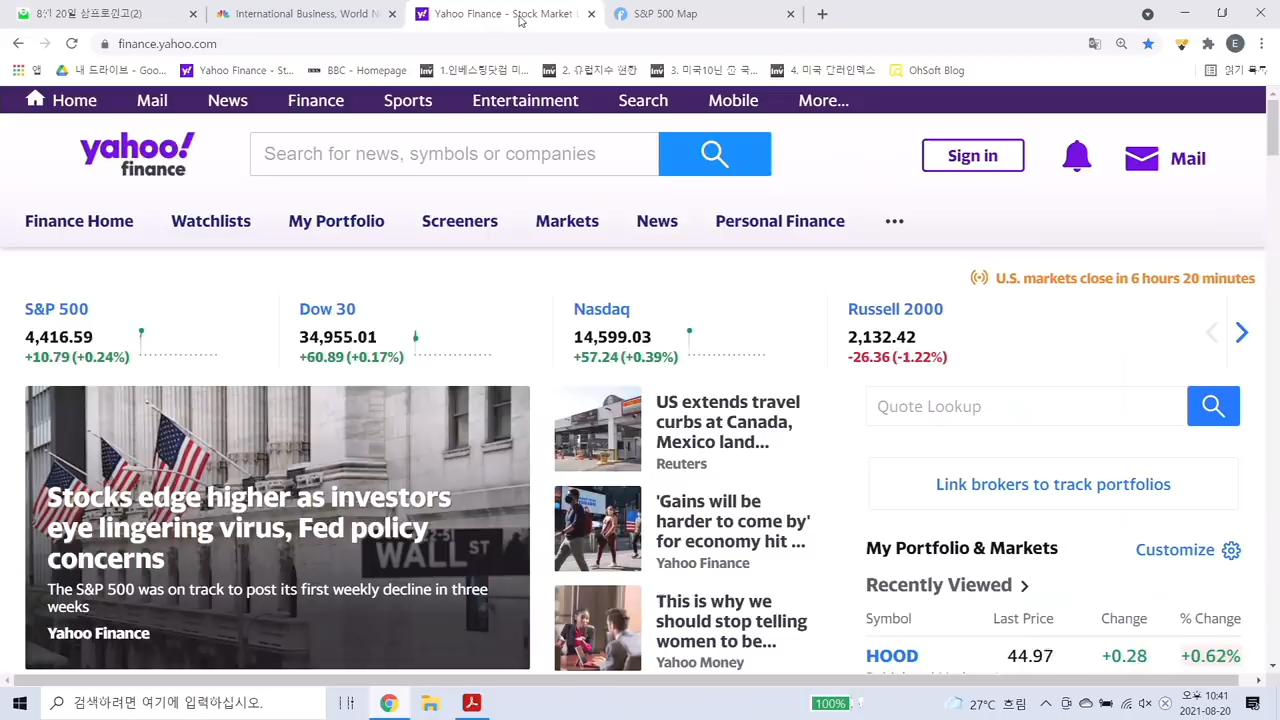 8월 20일 삼프로원고(2)
International Business, World N
Yahoo Finance - Stock Market L
S&P 500 Map
finance.yahoo.com
앱
내 드라이브 - Goo...
Yahoo Finance - St...
BBC - Homepage
1.인베스팅닷컴 미...
2. 유럽지수 현황
3. 미국10년 물 국...
4. 미국 달러인덱스
OhSoft Blog
읽기 목록
Home
Mail
News
Finance
Sports
Entertainment
Search
Mobile
More...
yahoo!
finance
Search for news, symbols or companies
Sign in
Mail
Finance Home
Watchlists
My Portfolio
Screeners
Markets
News
Personal Finance
U.S. markets close in 6 hours 20 minutes
S&P 500
4,416.59
+10.79 (+0.24%)
Dow 30
34,955.01
+60.89 (+0.17%)
Nasdaq
14,599.03
+57.24 (+0.39%)
Russell 2000
2,132.42
-26.36 (-1.22%)
WALL ST
Stocks edge higher as investors
eye lingering virus, Fed policy
concerns
The S&P 500 was on track to post its first weekly decline in three
weeks
Yahoo Finance
US extends travel
curbs at Canada,
Mexico land...
Reuters
'Gains will be
harder to come by'
for economy hit ...
Yahoo Finance
This is why we
should stop telling
women to be...
Yahoo Money
Quote Lookup
Link brokers to track portfolios
My Portfolio & Markets
Customize
Recently Viewed
Symbol Last Price Change % Change
HOOD 44.97 +0.28 +0.62%
검색하려면 여기에 입력하십시오.
100%
27°C 흐림
오후 10:41
2021-08-20